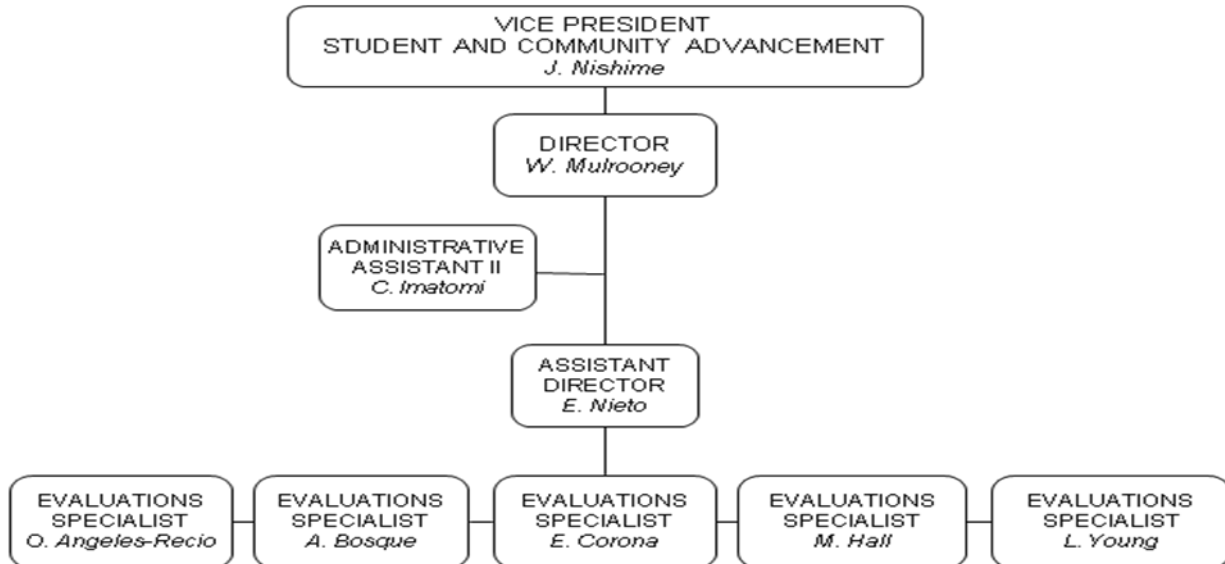 VICE PRESIDENT
STUDENT AND COMMUNITY ADVANCEMENT
J. Nishime
DIRECTOR
W. Mulrooney
ADMINISTRATIVE
ASSISTANT II
C. Imatomi
ASSISTANT
DIRECTOR
E. Nieto
EVALUATIONS
SPECIALIST
O. Angeles-Recio
EVALUATIONS
SPECIALIST
A. Bosque
EVALUATIONS
SPECIALIST
E. Corona
EVALUATIONS
SPECIALIST
M. Hall
EVALUATIONS
SPECIALIST
L. Young